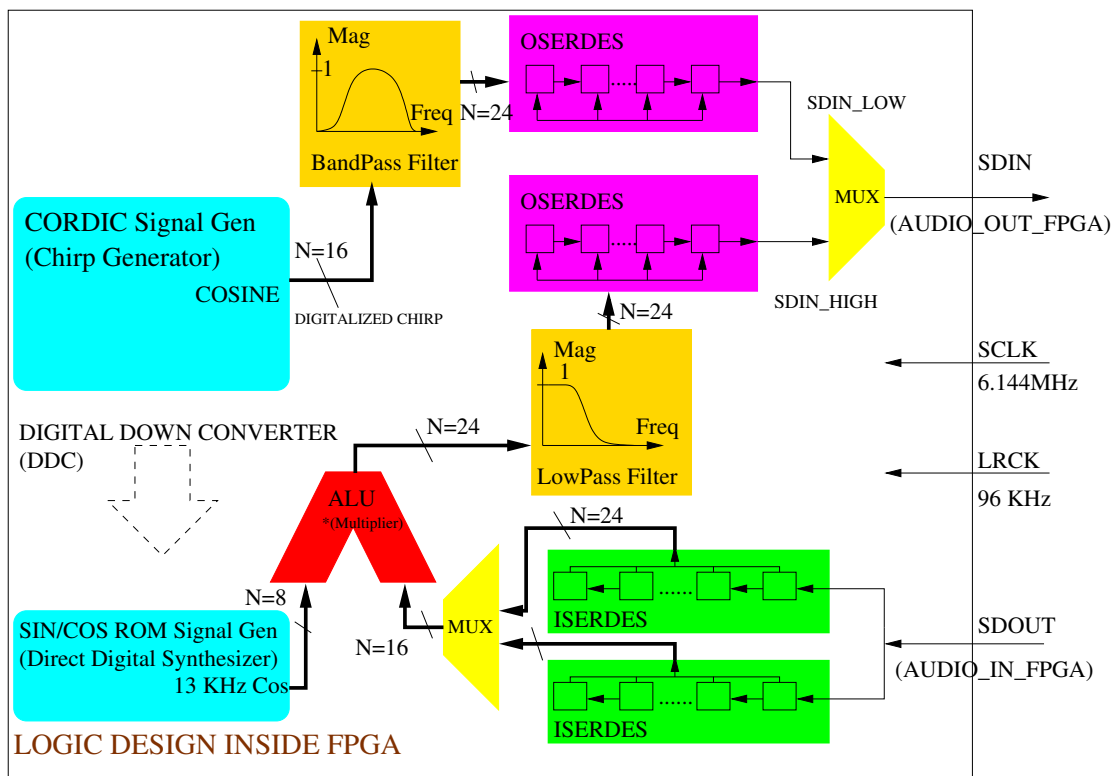 Mag
1
Freq
BandPass Filter
N=24
OSERDES
SDIN_LOW
MUX
SDIN
(AUDIO_OUT_FPGA)
CORDIC Signal Gen
(Chirp Generator)
COSINE
N=16
DIGITALIZED CHIRP
OSERDES
SDIN_HIGH
N=24
Mag
1
Freq
LowPass Filter
SCLK
6.144MHz
LRCK
96 KHz
DIGITAL DOWN CONVERTER
(DDC)
N=24
ALU
*(Multiplier)
N=8
N=16
MUX
N=24
ISERDES
ISERDES
SDOUT
(AUDIO_IN_FPGA)
SIN/COS ROM Signal Gen
(Direct Digital Synthesizer)
13 KHz Cos
LOGIC DESIGN INSIDE FPGA